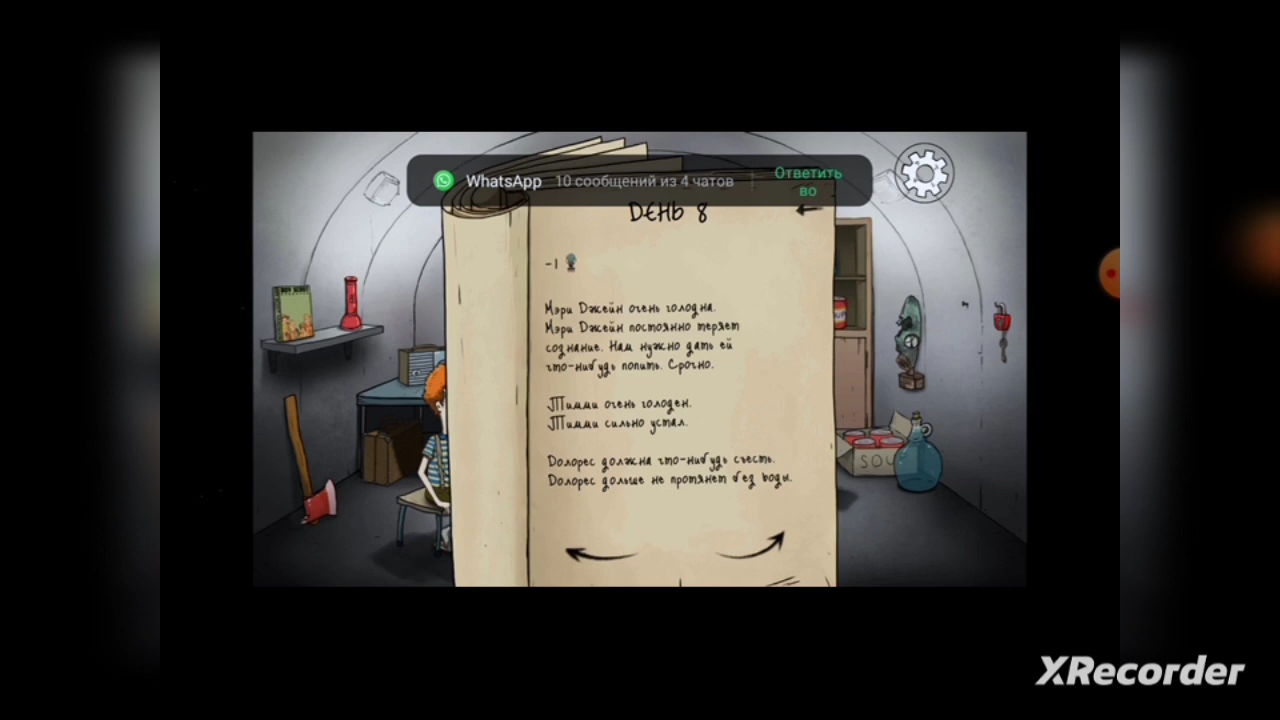 WhatsApp 10 сообщений из 4 чатов
Ответить
во
День 8
-1
Мэри Джейн очень голодна.
Мэри Джейн постоянно теряет
сознание. Нам нужно дать ей
что-нибудь попить. Срочно.
Тимми очень голоден.
Тимми сильно устал.
Долорес должна что-нибудь съесть.
Долорес дольше не протянет без воды.
BOY SCOUT
SOU
XRecorder